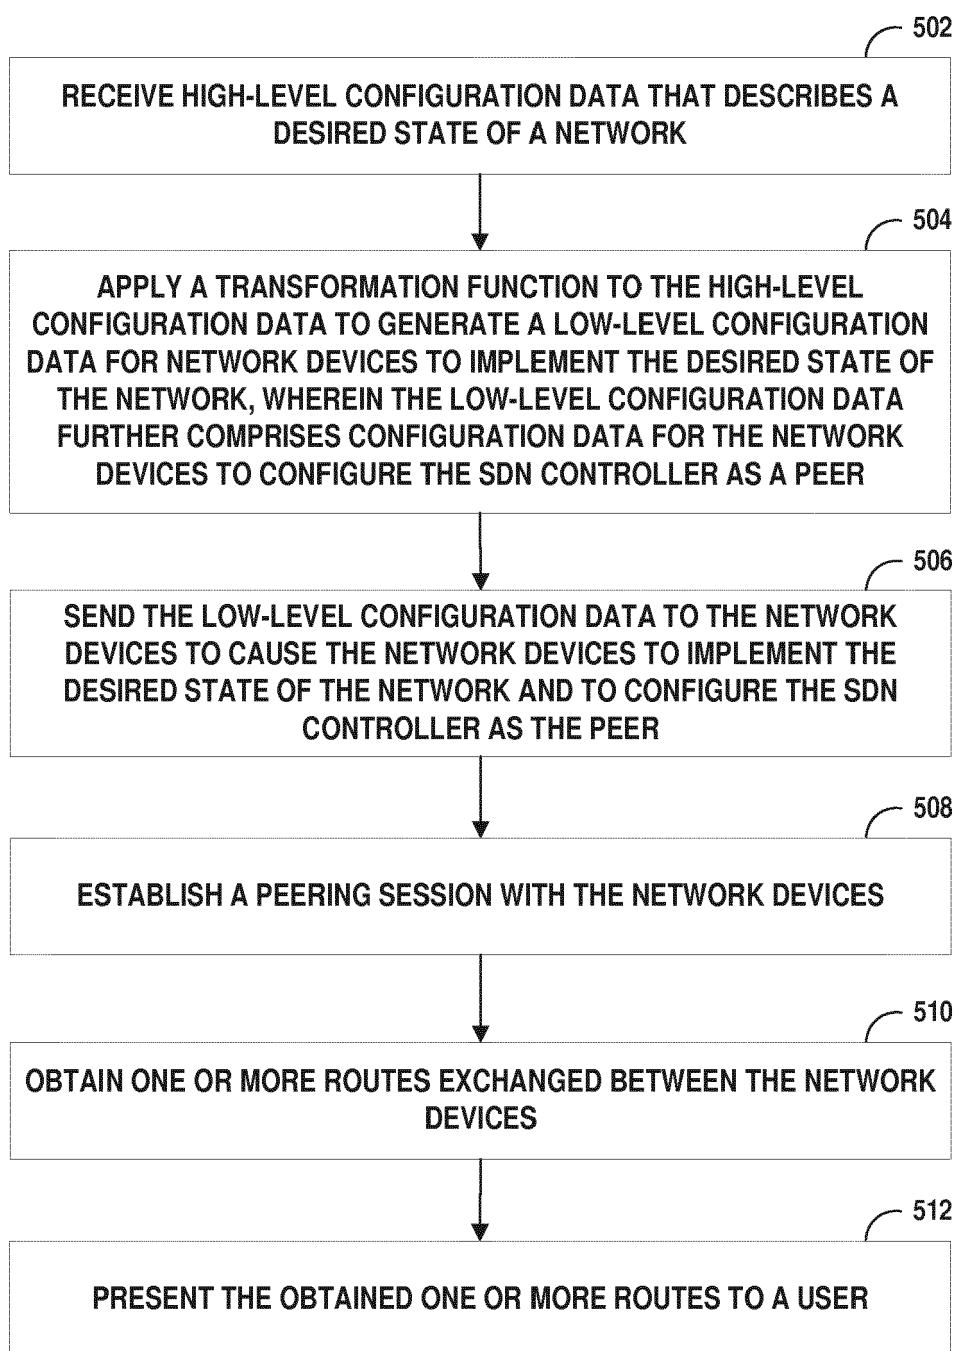 502
RECEIVE HIGH-LEVEL CONFIGURATION DATA THAT DESCRIBES A
DESIRED STATE OF A NETWORK
504
APPLY A TRANSFORMATION FUNCTION TO THE HIGH-LEVEL
CONFIGURATION DATA TO GENERATE A LOW-LEVEL CONFIGURATION
DATA FOR NETWORK DEVICES TO IMPLEMENT THE DESIRED STATE OF
THE NETWORK, WHEREIN THE LOW-LEVEL CONFIGURATION DATA
FURTHER COMPRISES CONFIGURATION DATA FOR THE NETWORK
DEVICES TO CONFIGURE THE SDN CONTROLLER AS A PEER
506
SEND THE LOW-LEVEL CONFIGURATION DATA TO THE NETWORK
DEVICES TO CAUSE THE NETWORK DEVICES TO IMPLEMENT THE
DESIRED STATE OF THE NETWORK AND TO CONFIGURE THE SDN
CONTROLLER AS THE PEER
508
ESTABLISH A PEERING SESSION WITH THE NETWORK DEVICES
510
OBTAIN ONE OR MORE ROUTES EXCHANGED BETWEEN THE NETWORK
DEVICES
512
PRESENT THE OBTAINED ONE OR MORE ROUTES TO A USER